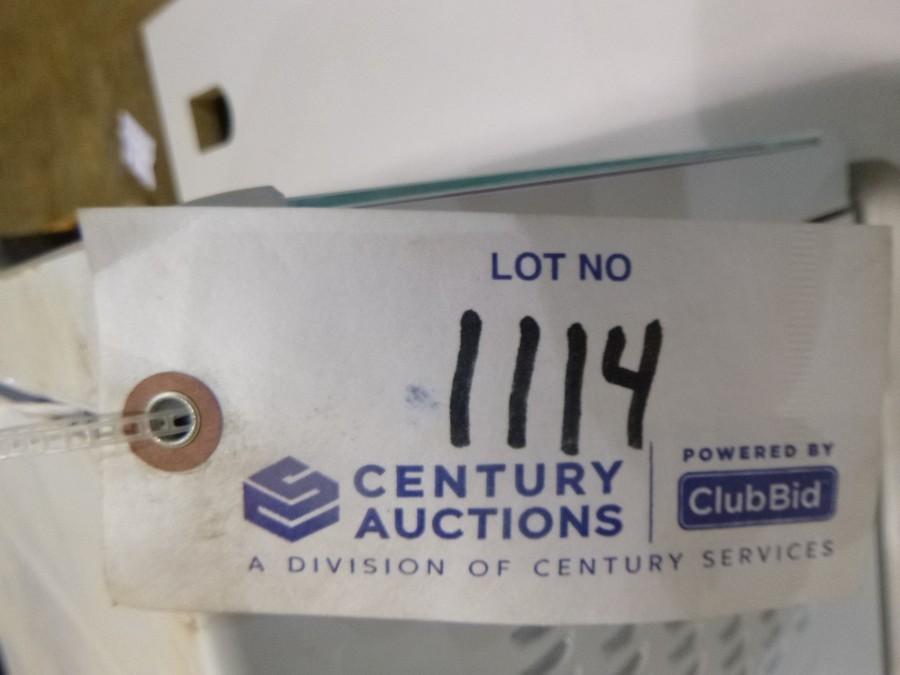 LOT NO
1114
CENTURY
AUCTIONS
POWERED BY
ClubBid
A DIVISION OF CENTURY SERVICES